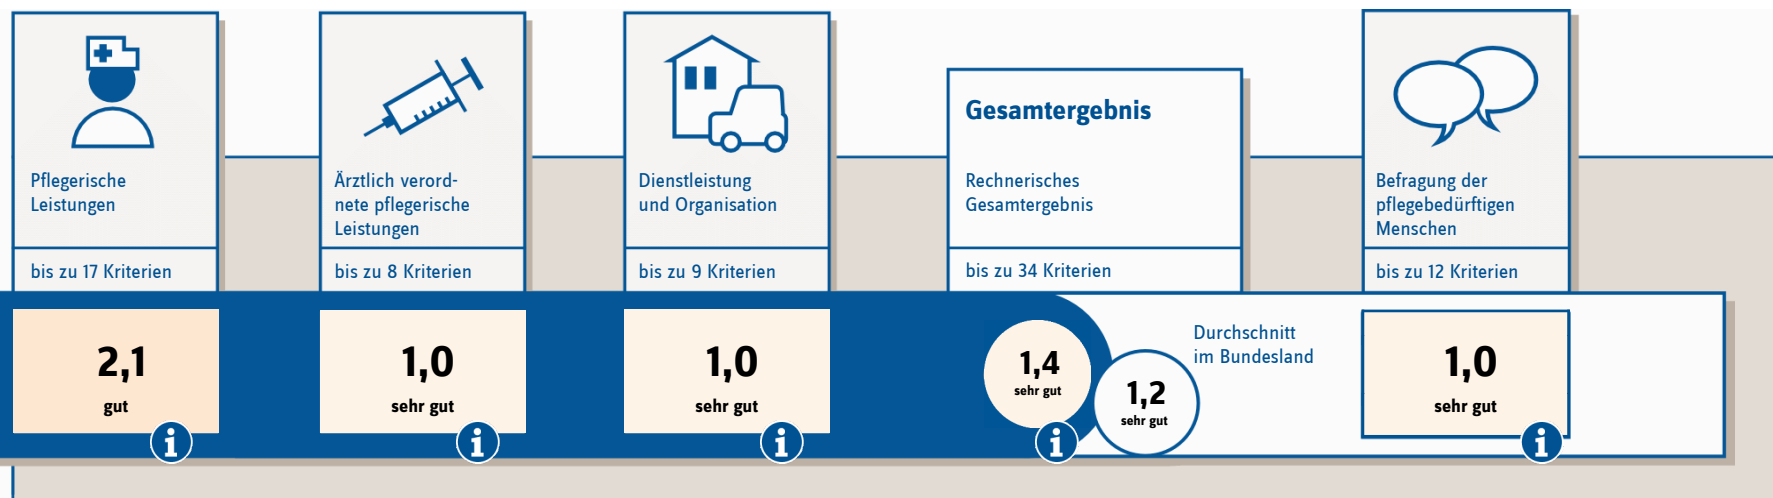 Pflegerische
Leistungen
bis zu 17 Kriterien
2,1
gut
Ärztlich verord-
nete pflegerische
Leistungen
bis zu 8 Kriterien
1,0
sehr gut
Dienstleistung
und Organisation
bis zu 9 Kriterien
1,0
sehr gut
Gesamtergebnis
Rechnerisches
Gesamtergebnis
bis zu 34 Kriterien
1,4
sehr gut
1,2
sehr gut
Durchschnitt
im Bundesland
Befragung der
pflegebedürftigen
Menschen
bis zu 12 Kriterien
1,0
sehr gut